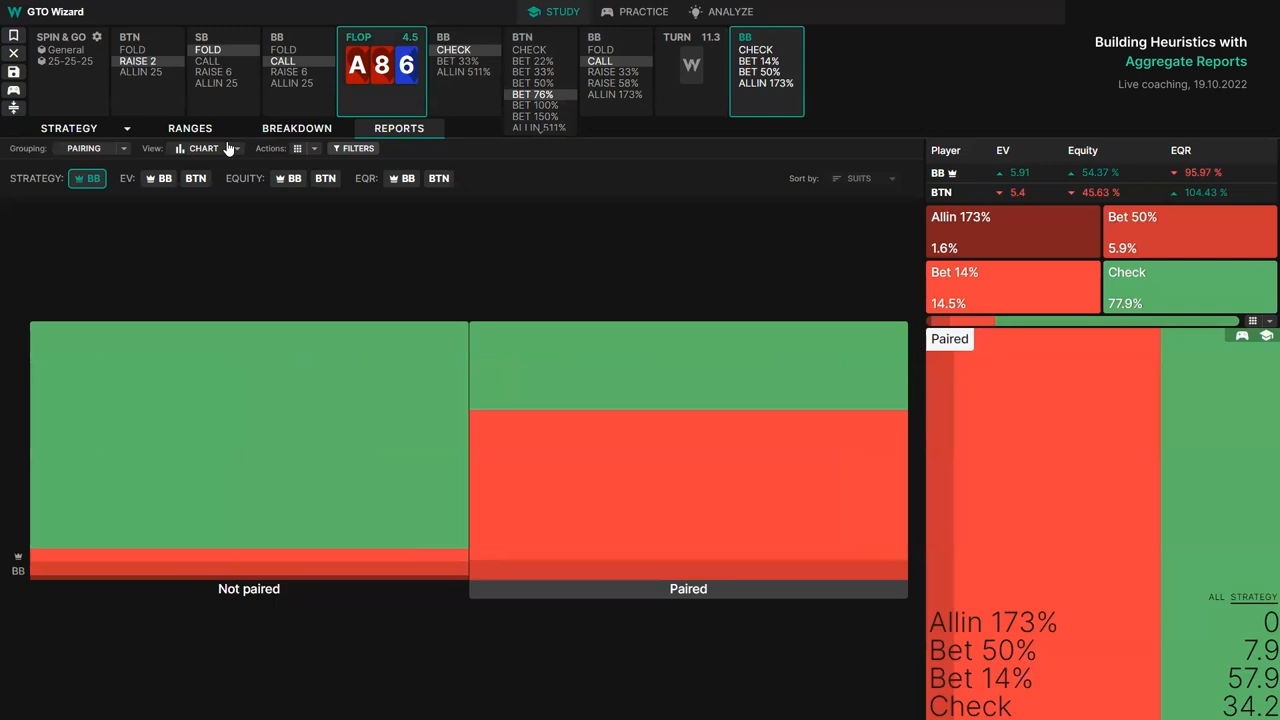 GTO Wizard
STUDY
PRACTICE
ANALYZE
SPIN & GO
General
25-25-25
BTN
FOLD
RAISE 2
ALLIN 25
SB
FOLD
CALL
RAISE 6
ALLIN 25
BB
FOLD
CALL
RAISE 6
ALLIN 25
FLOP 4.5
A 8 6
BB
CHECK
BET 33%
ALLIN 511%
BTN
CHECK
BET 22%
BET 33%
BET 50%
BET 76%
BET 100%
BET 150%
ALLIN 511%
BB
FOLD
CALL
RAISE 33%
RAISE 58%
ALLIN 173%
TURN 11.3
BB
CHECK
BET 14%
BET 50%
ALLIN 173%
Building Heuristics with
Aggregate Reports
Live coaching, 19.10.2022
STRATEGY
RANGES
BREAKDOWN
REPORTS
Grouping: PAIRING
View: CHART
Actions:
FILTERS
STRATEGY: BB EV: BB BTN EQUITY: BB BTN EQR: BB BTN
Sort by: SUITS
BB
Not paired
Paired
Player EV Equity EQR
BB 5.91 54.37 % 95.97 %
BTN 5.4 45.63 % 104.43 %
Allin 173%
1.6%
Bet 50%
5.9%
Bet 14%
14.5%
Check
77.9%
Paired
ALL STRATEGY
Allin 173% 0
Bet 50% 7.9
Bet 14% 57.9
Check 34.2